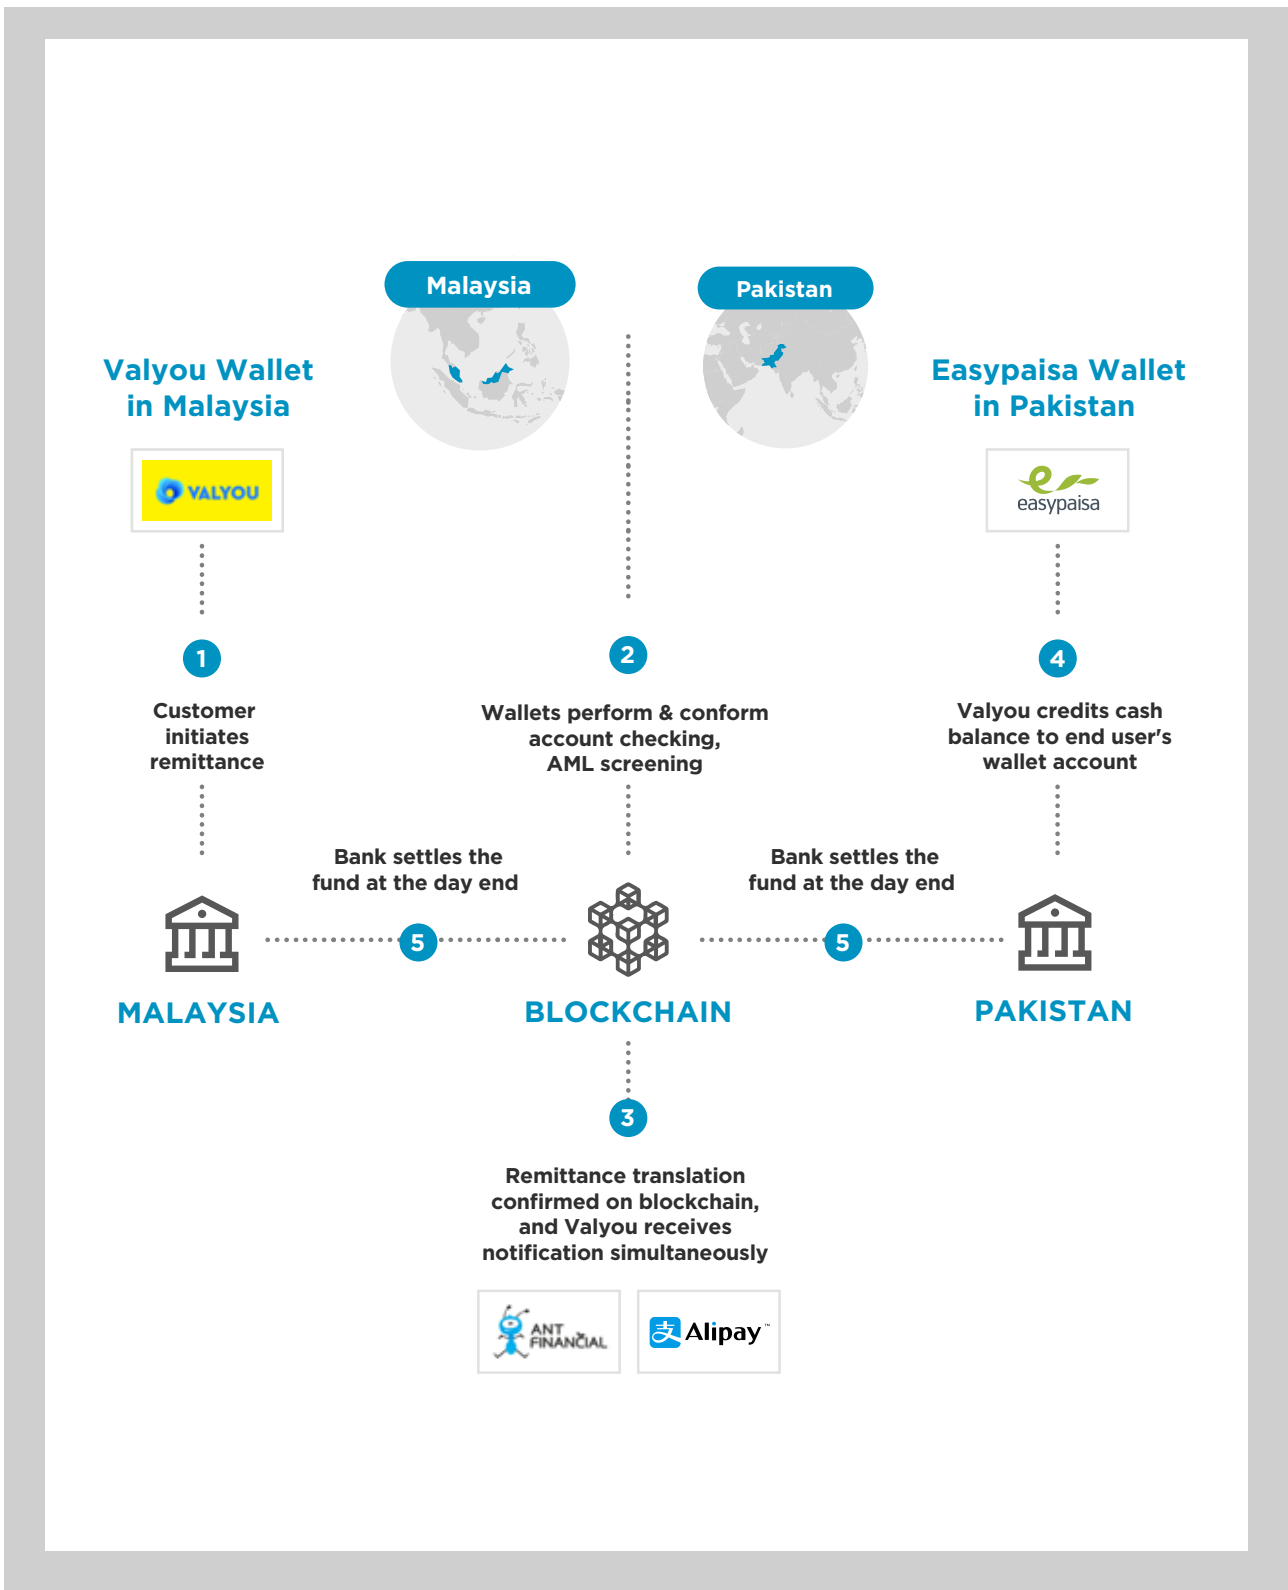 Malaysia
Pakistan
Valyou Wallet
in Malaysia
Easypaisa Wallet
in Pakistan
VALYOU
easypaisa
1
Customer
initiates
remittance
2
Wallets perform & conform
account checking,
AML screening
4
Valyou credits cash
balance to end user's
wallet account
Bank settles the
fund at the day end
Bank settles the
fund at the day end
5
5
MALAYSIA
BLOCKCHAIN
PAKISTAN
3
Remittance translation
confirmed on blockchain,
and Valyou receives
notification simultaneously
ANT
FINANCIAL
支 Alipay™